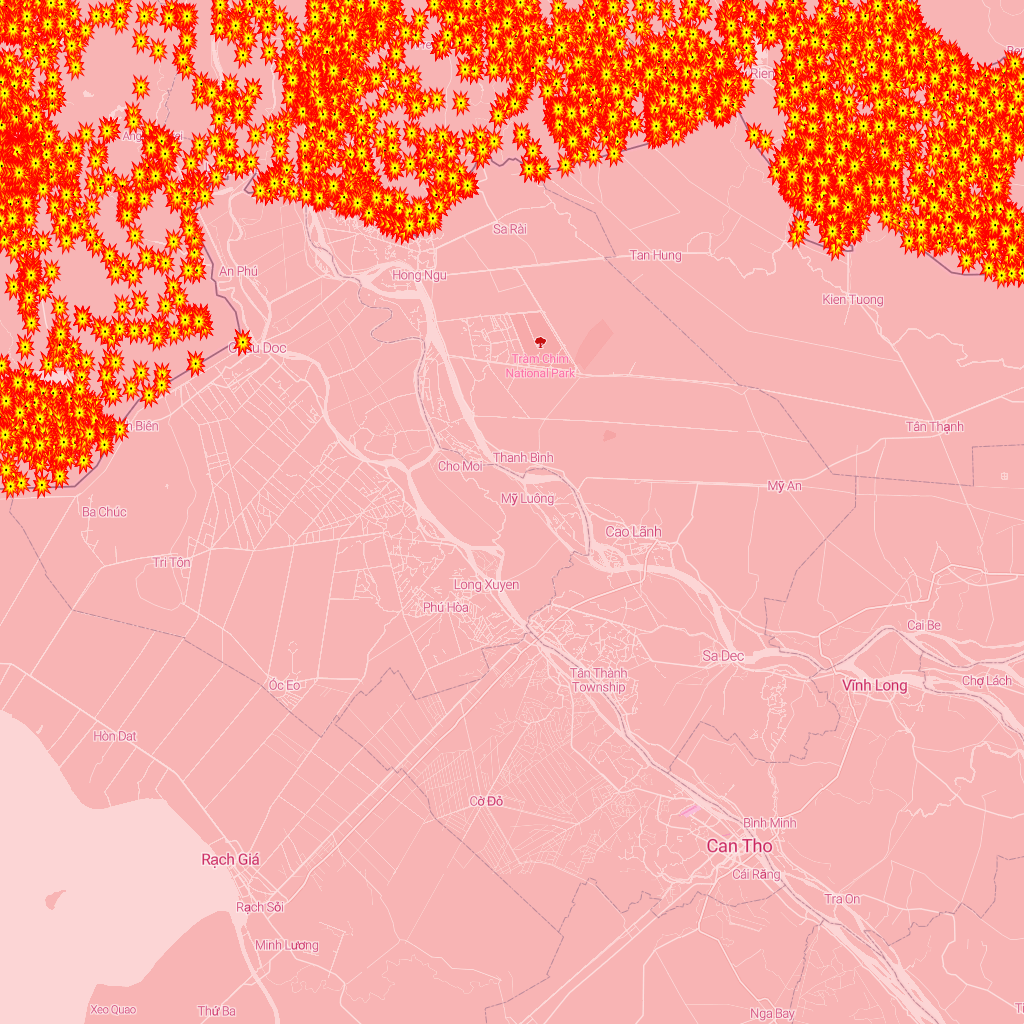 Rien
Sa Rài
Tan Hung
An Phú
Hong Ngu
Kien Tuong
Tram Chim
National Park
Tân Thạnh
Thanh Bình
Cho Moi
Mỹ An
Mỹ Luông
Ba Chúc
Cao Lãnh
Tri Tôn
Long Xuyen
Phú Hòa
Cai Be
Sa Dec
Tân Thành
Township
Chợ Lách
Óc Eo
Vĩnh Long
Hòn Dat
Cờ Đỏ
Bình Minh
Can Tho
Rạch Giá
Cái Răng
Tra On
Rạch Sỏi
Minh Lương
Xeo Quao
Thứ Ba
Nga Bay